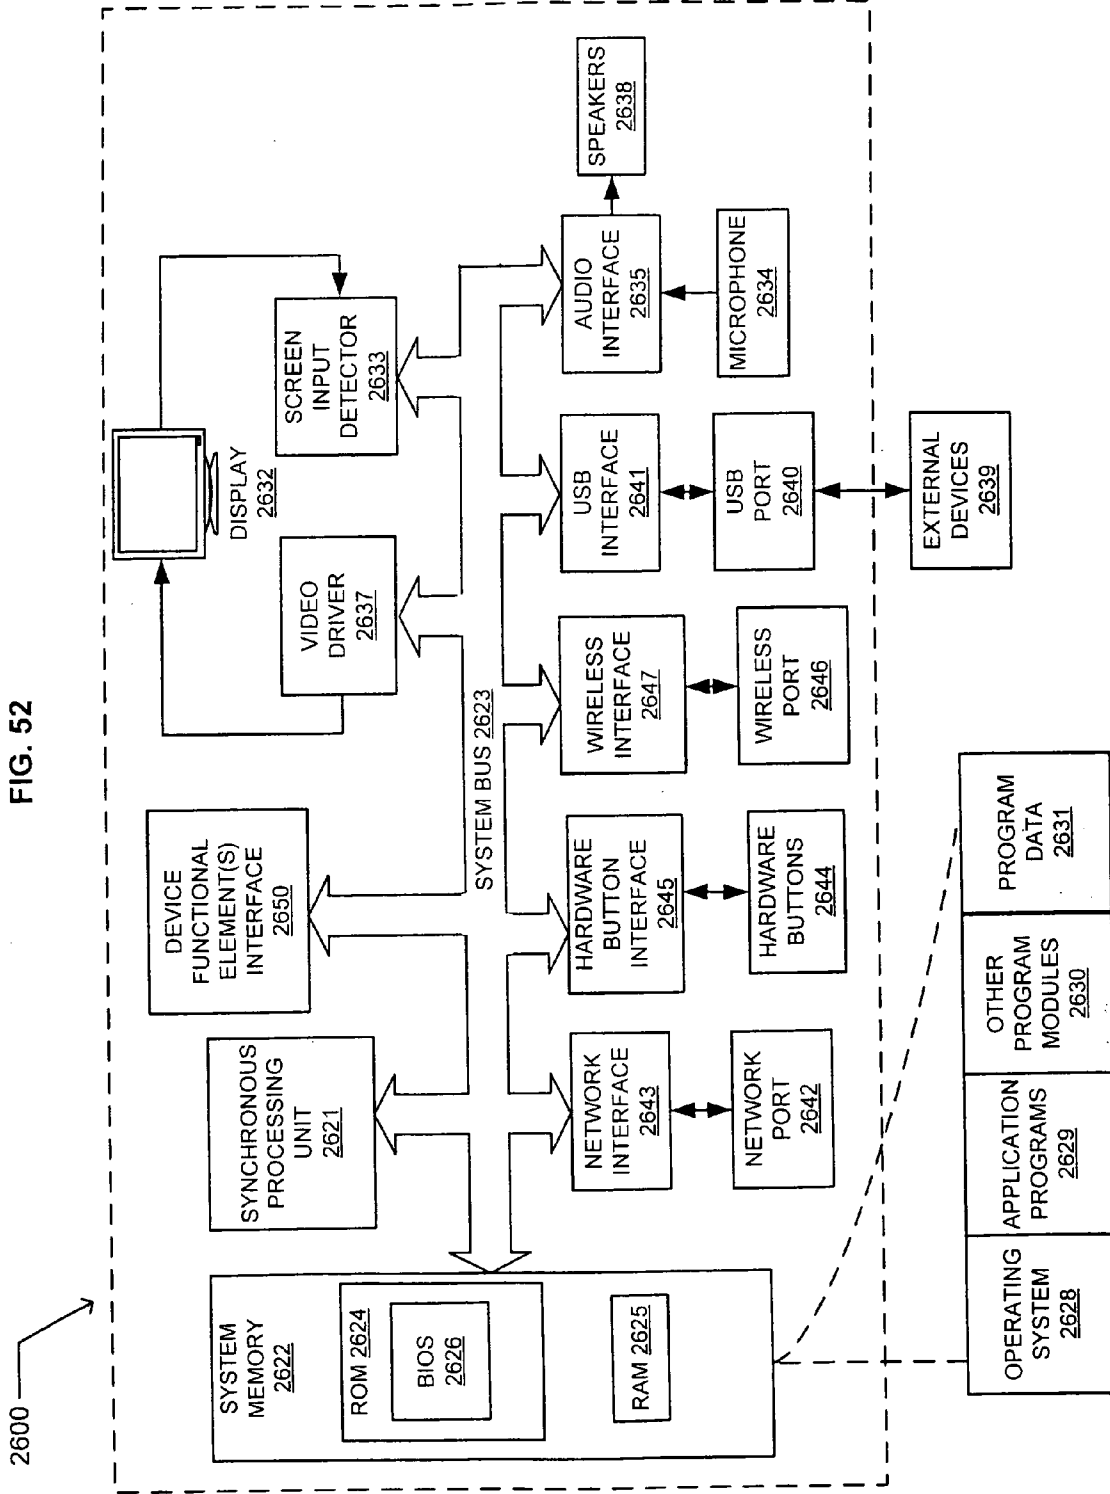 FIG. 52
2600
SYSTEM
MEMORY
2622
ROM 2624
BIOS
2626
RAM 2625
SYNCHRONOUS
PROCESSING
UNIT
2621
DEVICE
FUNCTIONAL
ELEMENT(S)
INTERFACE
2650
VIDEO
DRIVER
2637
DISPLAY
2632
SCREEN
INPUT
DETECTOR
2633
SYSTEM BUS 2623
NETWORK
INTERFACE
2643
HARDWARE
BUTTON
INTERFACE
2645
WIRELESS
INTERFACE
2647
USB
INTERFACE
2641
AUDIO
INTERFACE
2635
SPEAKERS
2638
NETWORK
PORT
2642
HARDWARE
BUTTONS
2644
WIRELESS
PORT
2646
USB
PORT
2640
MICROPHONE
2634
OPERATING
SYSTEM
2628
APPLICATION
PROGRAMS
2629
OTHER
PROGRAM
MODULES
2630
PROGRAM
DATA
2631
EXTERNAL
DEVICES
2639